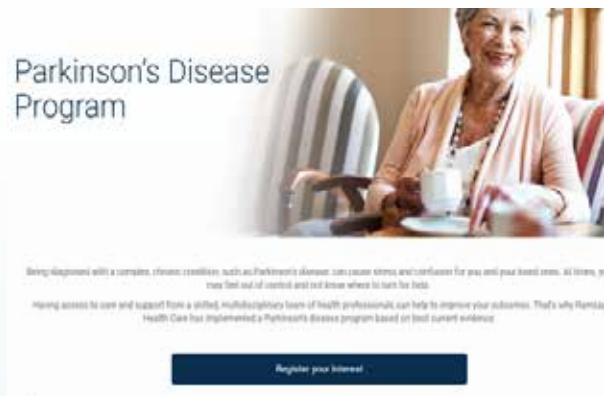 Parkinson's Disease
Program
Being diagnosed with a complex, chronic condition, such as Parkinson's disease, can cause stress and confusion for you and your loved ones. At times, y
may feel out of control and not know where to turn for help.
Having access to care and support from a skilled, multidisciplinary team of health professionals can help to improve your outcomes. That's why Ramsay
Health Care has implemented a Parkinson's disease program based on best current evidence.
Register your interest